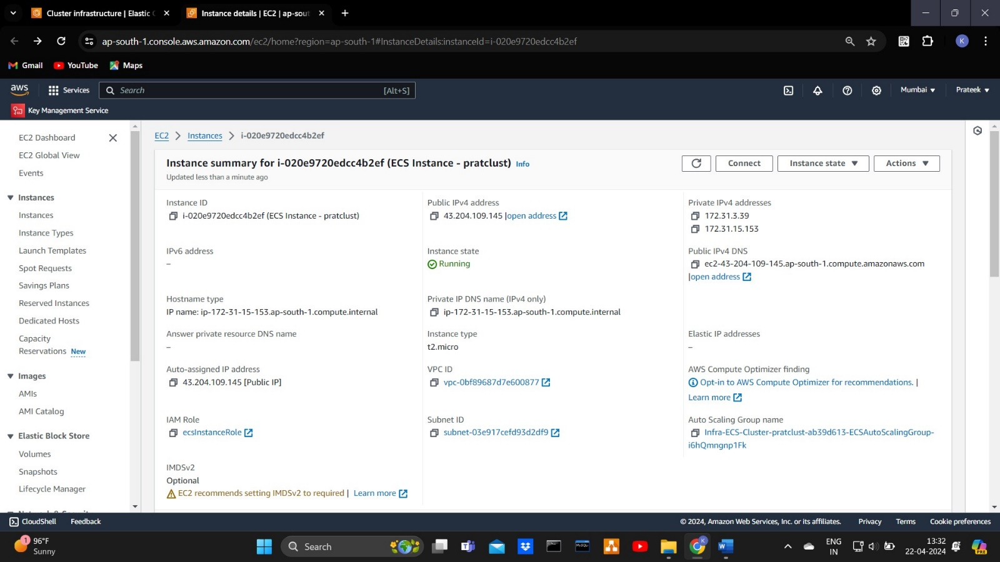 Cluster infrastructure | Elastic C
Instance details | EC2 | ap-sout
ap-south-1.console.aws.amazon.com/ec2/home?region=ap-south-1#InstanceDetails:instanceId=i-020e9720edcc4b2ef
K
Gmail YouTube Maps
aws Services Search [Alt+S] Mumbai Prateek
Key Management Service
EC2 Dashboard
EC2 Global View
Events
Instances
Instances
Instance Types
Launch Templates
Spot Requests
Savings Plans
Reserved Instances
Dedicated Hosts
Capacity
Reservations New
Images
AMIs
AMI Catalog
Elastic Block Store
Volumes
Snapshots
Lifecycle Manager
EC2 > Instances > i-020e9720edcc4b2ef
Instance summary for i-020e9720edcc4b2ef (ECS Instance - pratclust) Info
Updated less than a minute ago
Connect Instance state Actions
Instance ID
i-020e9720edcc4b2ef (ECS Instance - pratclust)
Public IPv4 address
43.204.109.145 |open address
Private IPv4 addresses
172.31.3.39
172.31.15.153
IPv6 address
–
Instance state
Running
Public IPv4 DNS
ec2-43-204-109-145.ap-south-1.compute.amazonaws.com
|open address
Hostname type
IP name: ip-172-31-15-153.ap-south-1.compute.internal
Private IP DNS name (IPv4 only)
ip-172-31-15-153.ap-south-1.compute.internal
Answer private resource DNS name
–
Instance type
t2.micro
Elastic IP addresses
–
Auto-assigned IP address
43.204.109.145 [Public IP]
VPC ID
vpc-0bf89687d7e600877
AWS Compute Optimizer finding
Opt-in to AWS Compute Optimizer for recommendations. |
Learn more
IAM Role
ecsInstanceRole
Subnet ID
subnet-03e917cefd93d2df9
Auto Scaling Group name
Infra-ECS-Cluster-pratclust-ab39d613-ECSAutoScalingGroup-
i6hQmngnp1Fk
IMDSv2
Optional
EC2 recommends setting IMDSv2 to required | Learn more
CloudShell Feedback
© 2024, Amazon Web Services, Inc. or its affiliates. Privacy Terms Cookie preferences
1
96°F
Sunny
Search
K
ENG
IN
13:32
22-04-2024
PRE